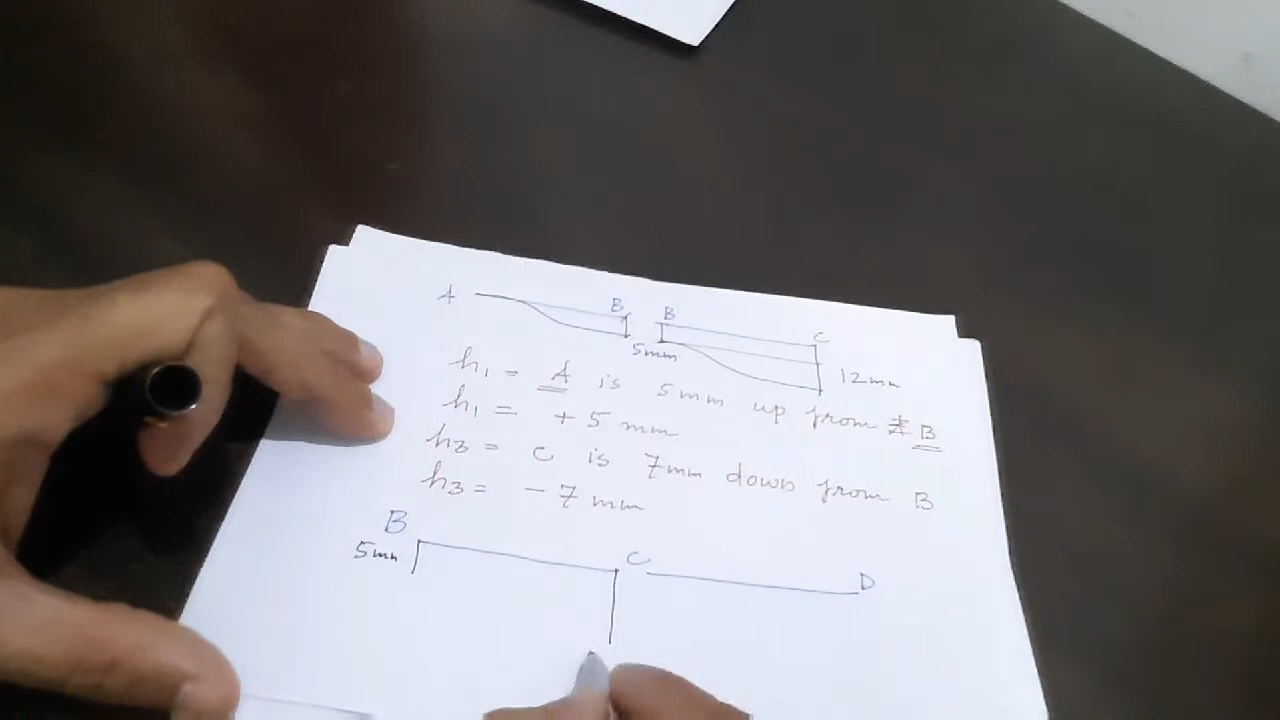 A B B C
5mm 12mm
h1 = A is 5mm up from B
h1 = +5 mm
h3 = C is 7mm down from B
h3 = -7 mm
B
5mm C D